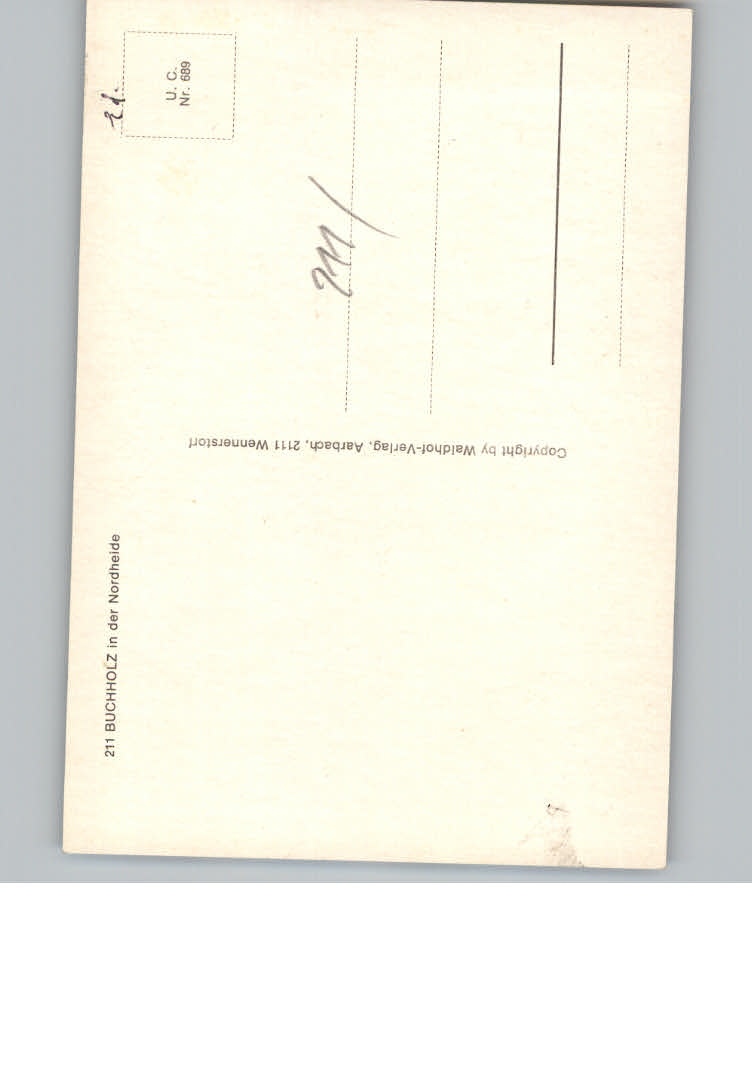 211 BUCHHOLZ in der Nordheide
U. C.
Nr. 689
Copyright by Waldhof-Verlag, Aarbach, 2111 Wennerstorf